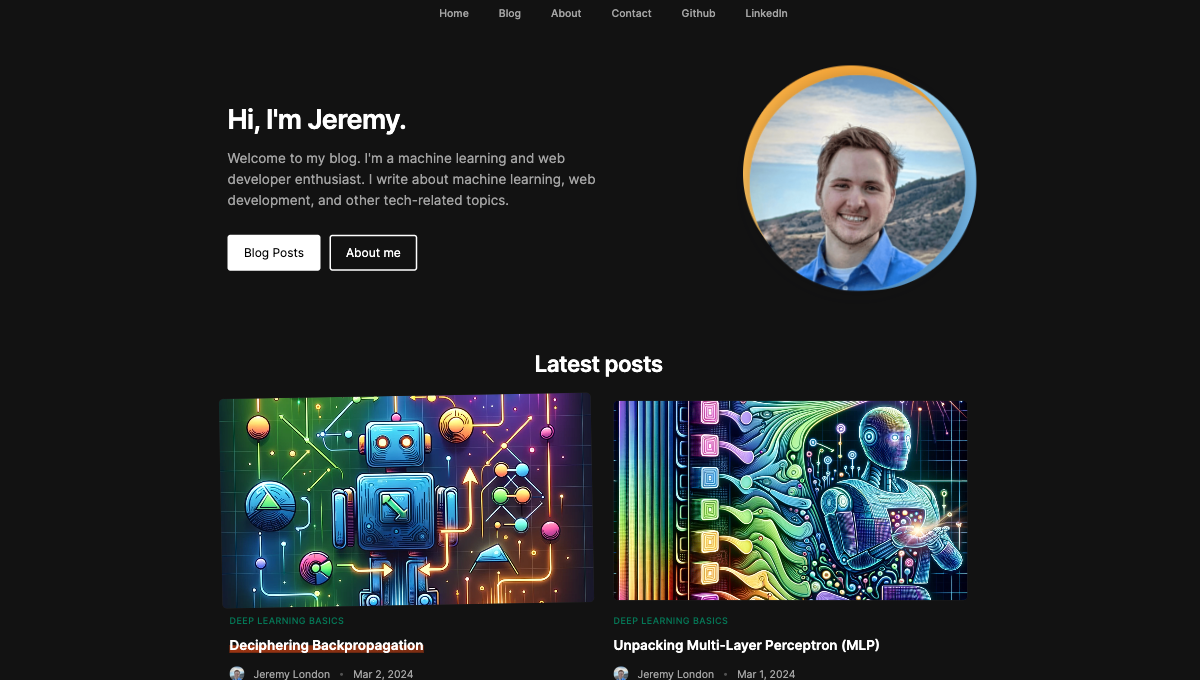 Home Blog About Contact Github LinkedIn
Hi, I'm Jeremy.
Welcome to my blog. I'm a machine learning and web
developer enthusiast. I write about machine learning, web
development, and other tech-related topics.
Blog Posts About me
Latest posts
DEEP LEARNING BASICS
Deciphering Backpropagation
Jeremy London • Mar 2, 2024
DEEP LEARNING BASICS
Unpacking Multi-Layer Perceptron (MLP)
Jeremy London • Mar 1, 2024